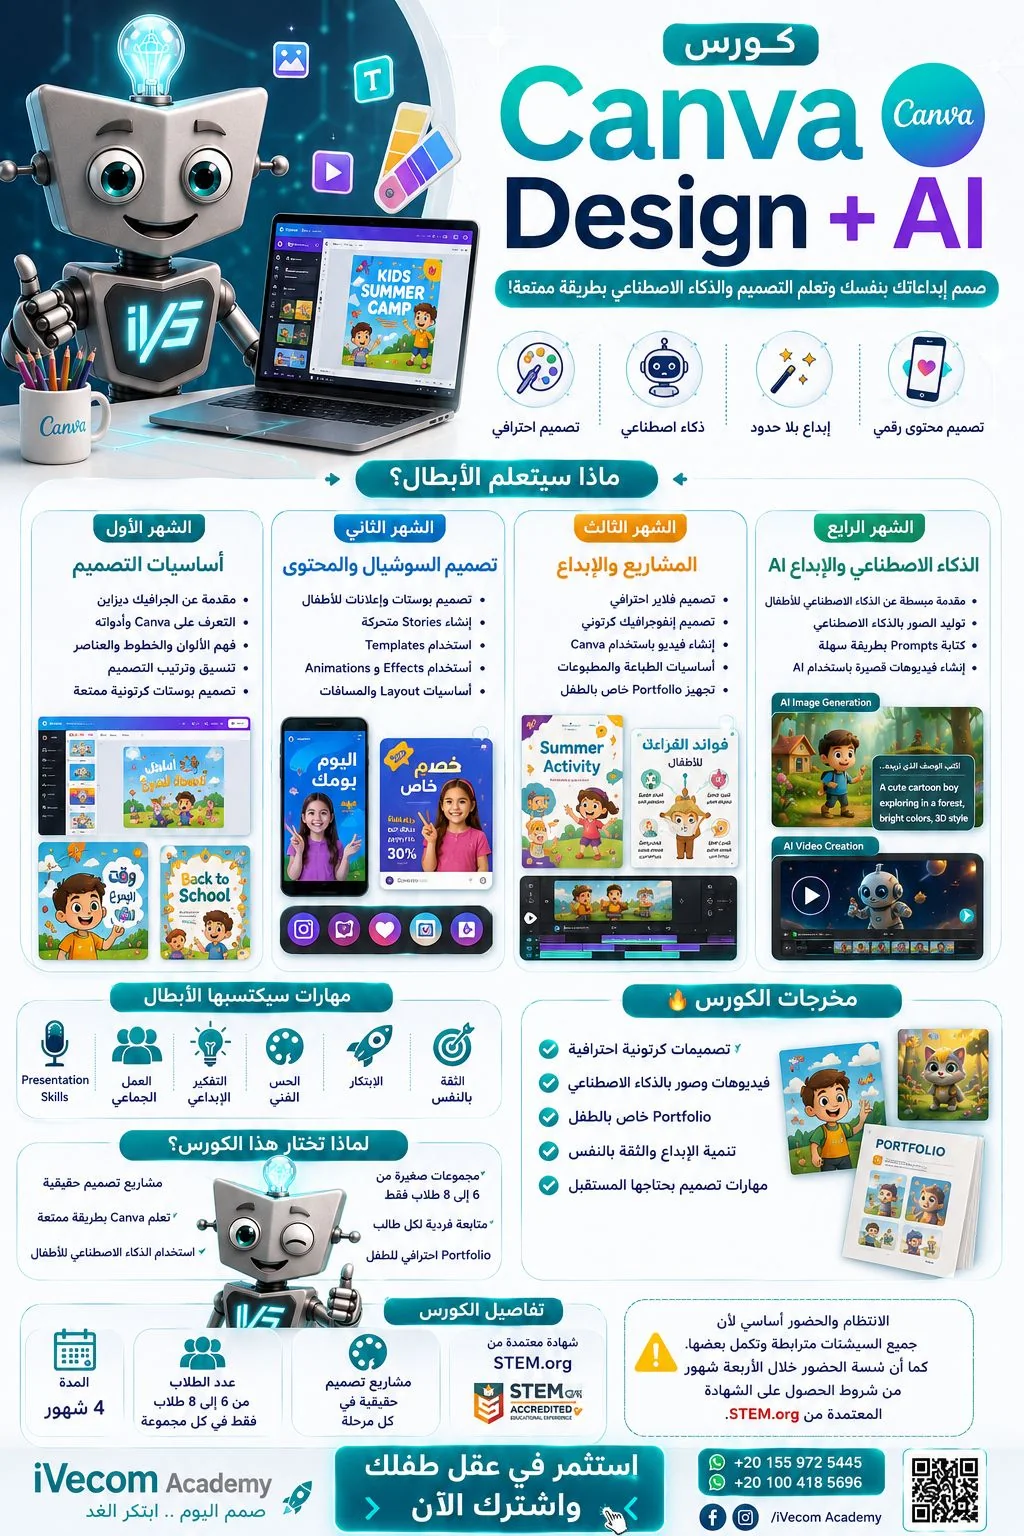 كـورس
Canva
Canva
Design + AI
صمم إبداعاتك بنفسك وتعلم التصميم والذكاء الاصطناعي بطريقة ممتعة!
تصميم احترافي
ذكاء اصطناعي
إبداع بلا حدود
تصميم محتوى رقمي
T
KIDS
SUMMER
CAMP
iVS
Canva
ماذا سيتعلم الأبطال؟
الشهر الأول
أساسيات التصميم
• مقدمة عن الجرافيك ديزاين
• التعرف على Canva وأدواته
• فهم الألوان والخطوط والعناصر
• تنسيق وترتيب التصميم
• تصميم بوستات كرتونية ممتعة
وقت
Back to
School
الشهر الثاني
تصميم السوشيال والمحتوى
• تصميم بوستات وإعلانات للأطفال
• إنشاء Stories متحركة
• استخدام Templates
• أستخدام Effects و Animations
• أساسيات Layout والمسافات
اليوم
يومك
خصم
خاص
30%
الشهر الثالث
المشاريع والإبداع
• تصميم فلاير احترافي
• تصميم إنفوجرافيك كرتوني
• إنشاء فيديو باستخدام Canva
• أساسيات الطباعة والمطبوعات
• تجهيز Portfollo خاص بالطفل
Summer
Activity
فوائد
للأطفال
الشهر الرابع
الذكاء الاصطناعي والإبداع AI
• مقدمة مبسطة عن الذكاء الاصطناعي للأطفال
• توليد الصور بالذكاء الاصطناعي
• كتابة Prompts بطريقة سهلة
• إنشاء فيديوهات قصيرة باستخدام AI
AI Image Generation
اكتب الوصف الذي تريده..
A cute cartoon boy
exploring in a forest,
bright colors, 3D style
AI Video Creation
مهارات سيكتسبها الأبطال
Presentation
Skills
العمل
الجماعي
التفكير
الإبداعي
الحس
الفني
الابتكار
الثقة
بالنفس
مخرجات الكورس
تصميمات كرتونية احترافية
فيديوهات وصور بالذكاء الاصطناعي
Portfolio خاص بالطفل
تنمية الإبداع والثقة بالنفس
مهارات تصميم يحتاجها المستقبل
PORTFOLIO
لماذا تختار هذا الكورس؟
مجموعات صغيرة من
6 إلى 8 طلاب فقط
متابعة فردية لكل طالب
Portfolio احترافي للطفل
مشاريع تصميم حقيقية
تعلم Canva بطريقة ممتعة
استخدام الذكاء الاصطناعي للأطفال
تفاصيل الكورس
المدة
4 شهور
عدد الطلاب
من 6 إلى 8 طلاب
فقط في كل مجموعة
مشاريع تصميم
حقيقية في
كل مرحلة
شهادة معتمدة من
STEM.org
STEM
ACCREDITED
EDUCATIONAL EXPERIENCE
الانتظام والحضور أساسي لأن
جميع السيشنات مترابطة وتكمل بعضها.
كما أن نسبة الحضور خلال الأربعة شهور
من شروط الحصول على الشهادة
المعتمدة من STEM.org.
iVecom Academy
صمم اليوم .. ابتكر الغد
استثمر في عقل طفلك
واشترك الآن
+20 155 972 5445
+20 100 418 5696
/iVecom Academy